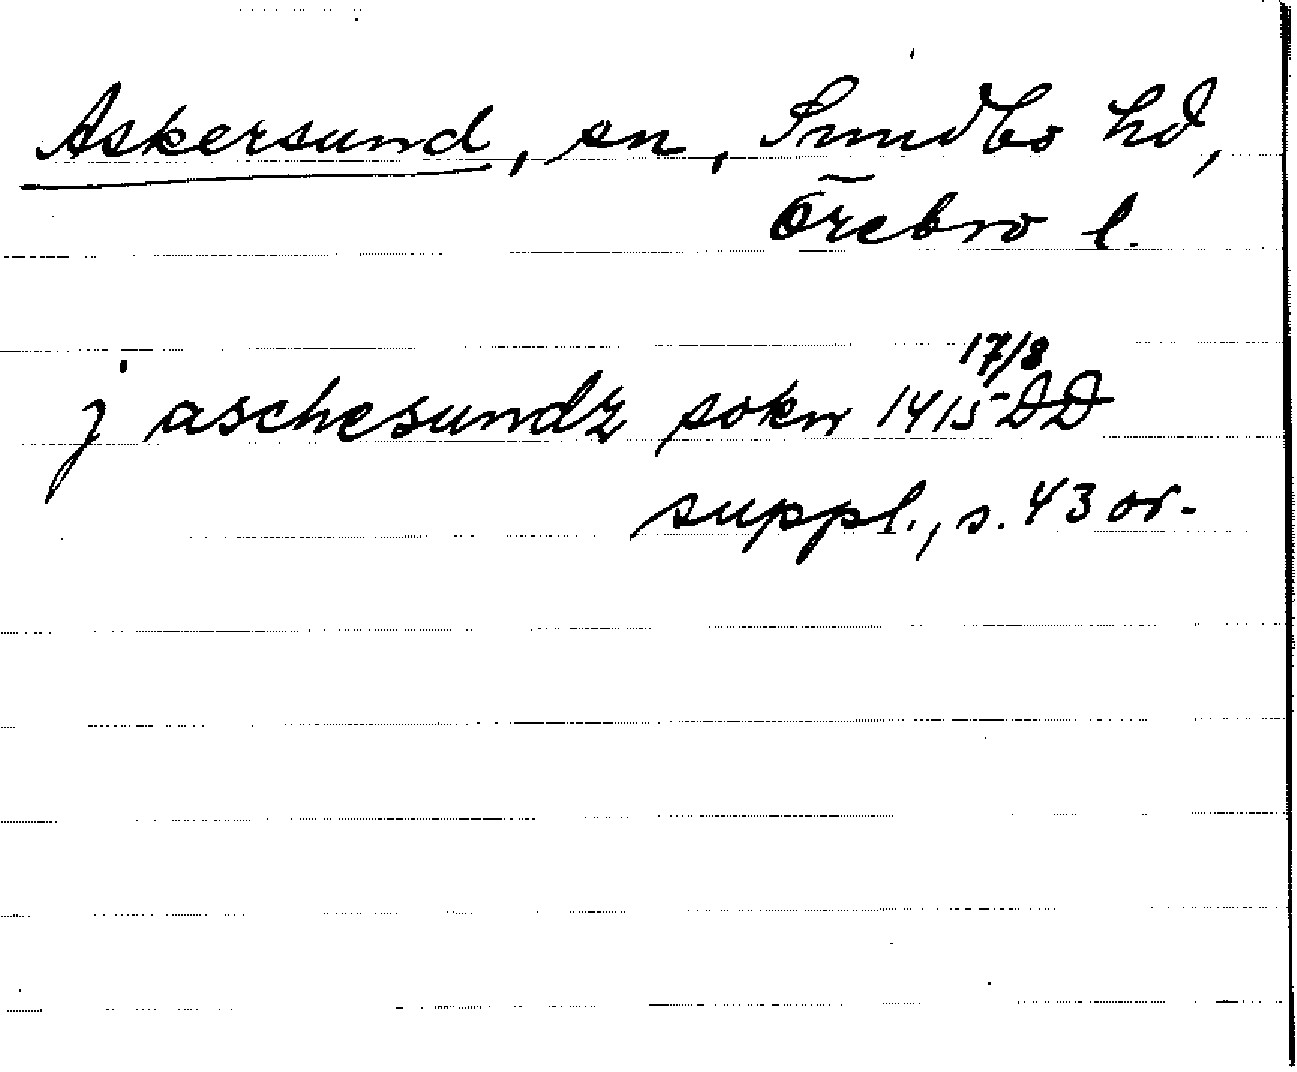 Askersund, sn, Sundbo hd,
Örebro l.
j aschesundz sokn 1415 17/8 DD
suppl., s. 43 or.